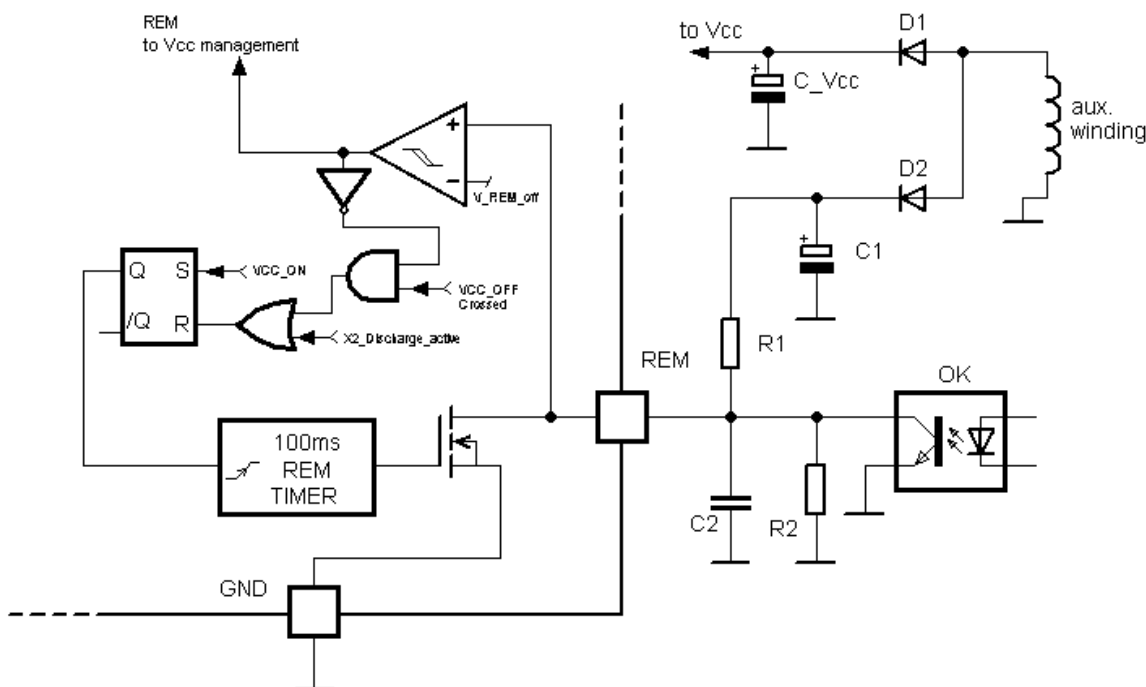 REM
to Vcc management
to Vcc
D1
C_Vcc
aux.
winding
+
+
−
V_REM_off
D2
+
C1
Q
S
VCC_ON
/Q
R
VCC_OFF
Crossed
X2_Discharge_active
R1
REM
OK
100ms
REM
TIMER
C2
R2
GND
+